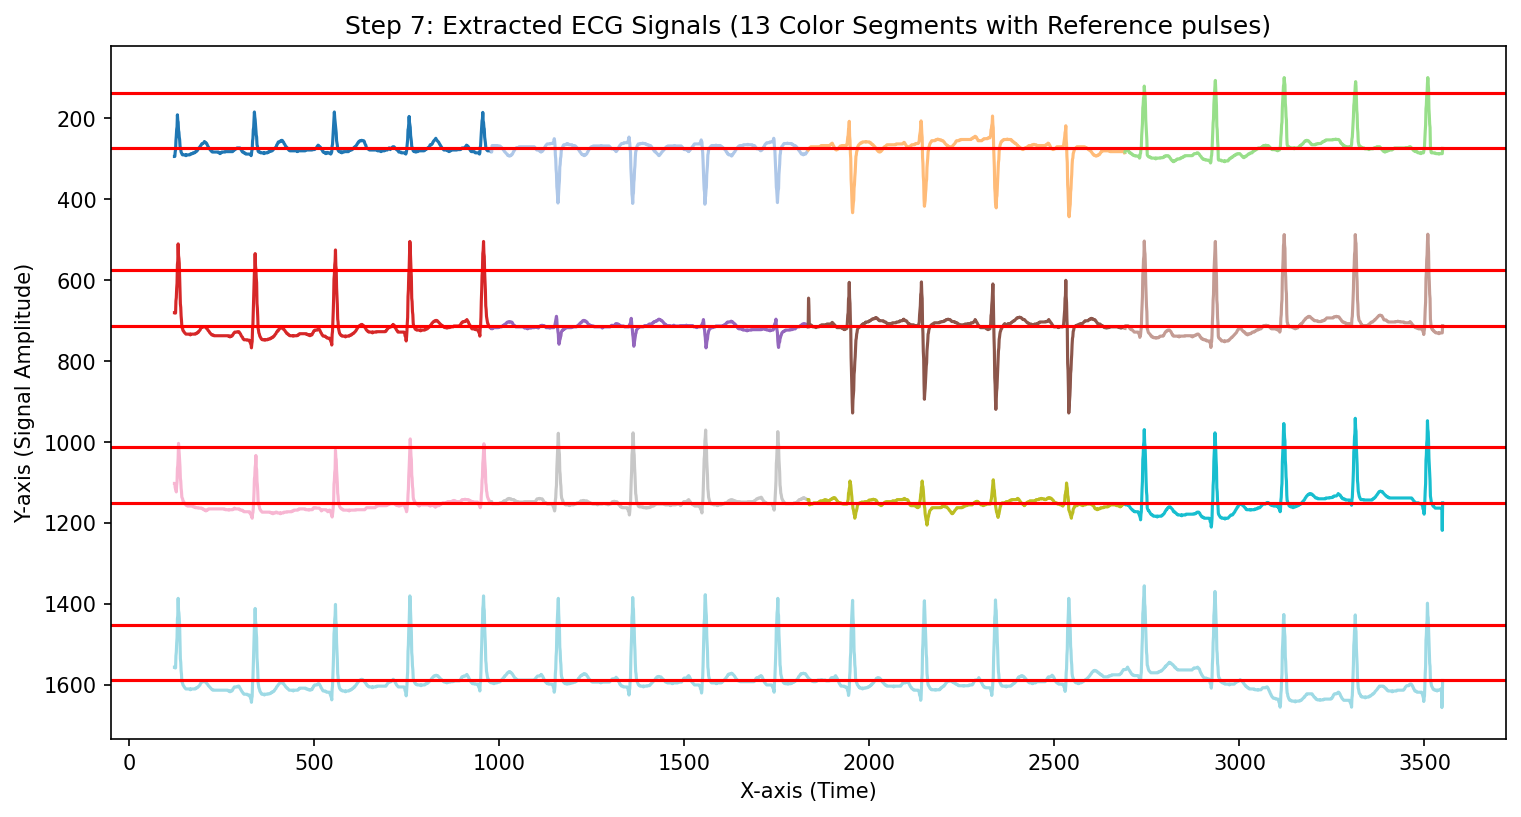 Step 7: Extracted ECG Signals (13 Color Segments with Reference pulses)
200
400
600
800
1000
1200
1400
1600
Y-axis (Signal Amplitude)
0 500 1000 1500 2000 2500 3000 3500
X-axis (Time)